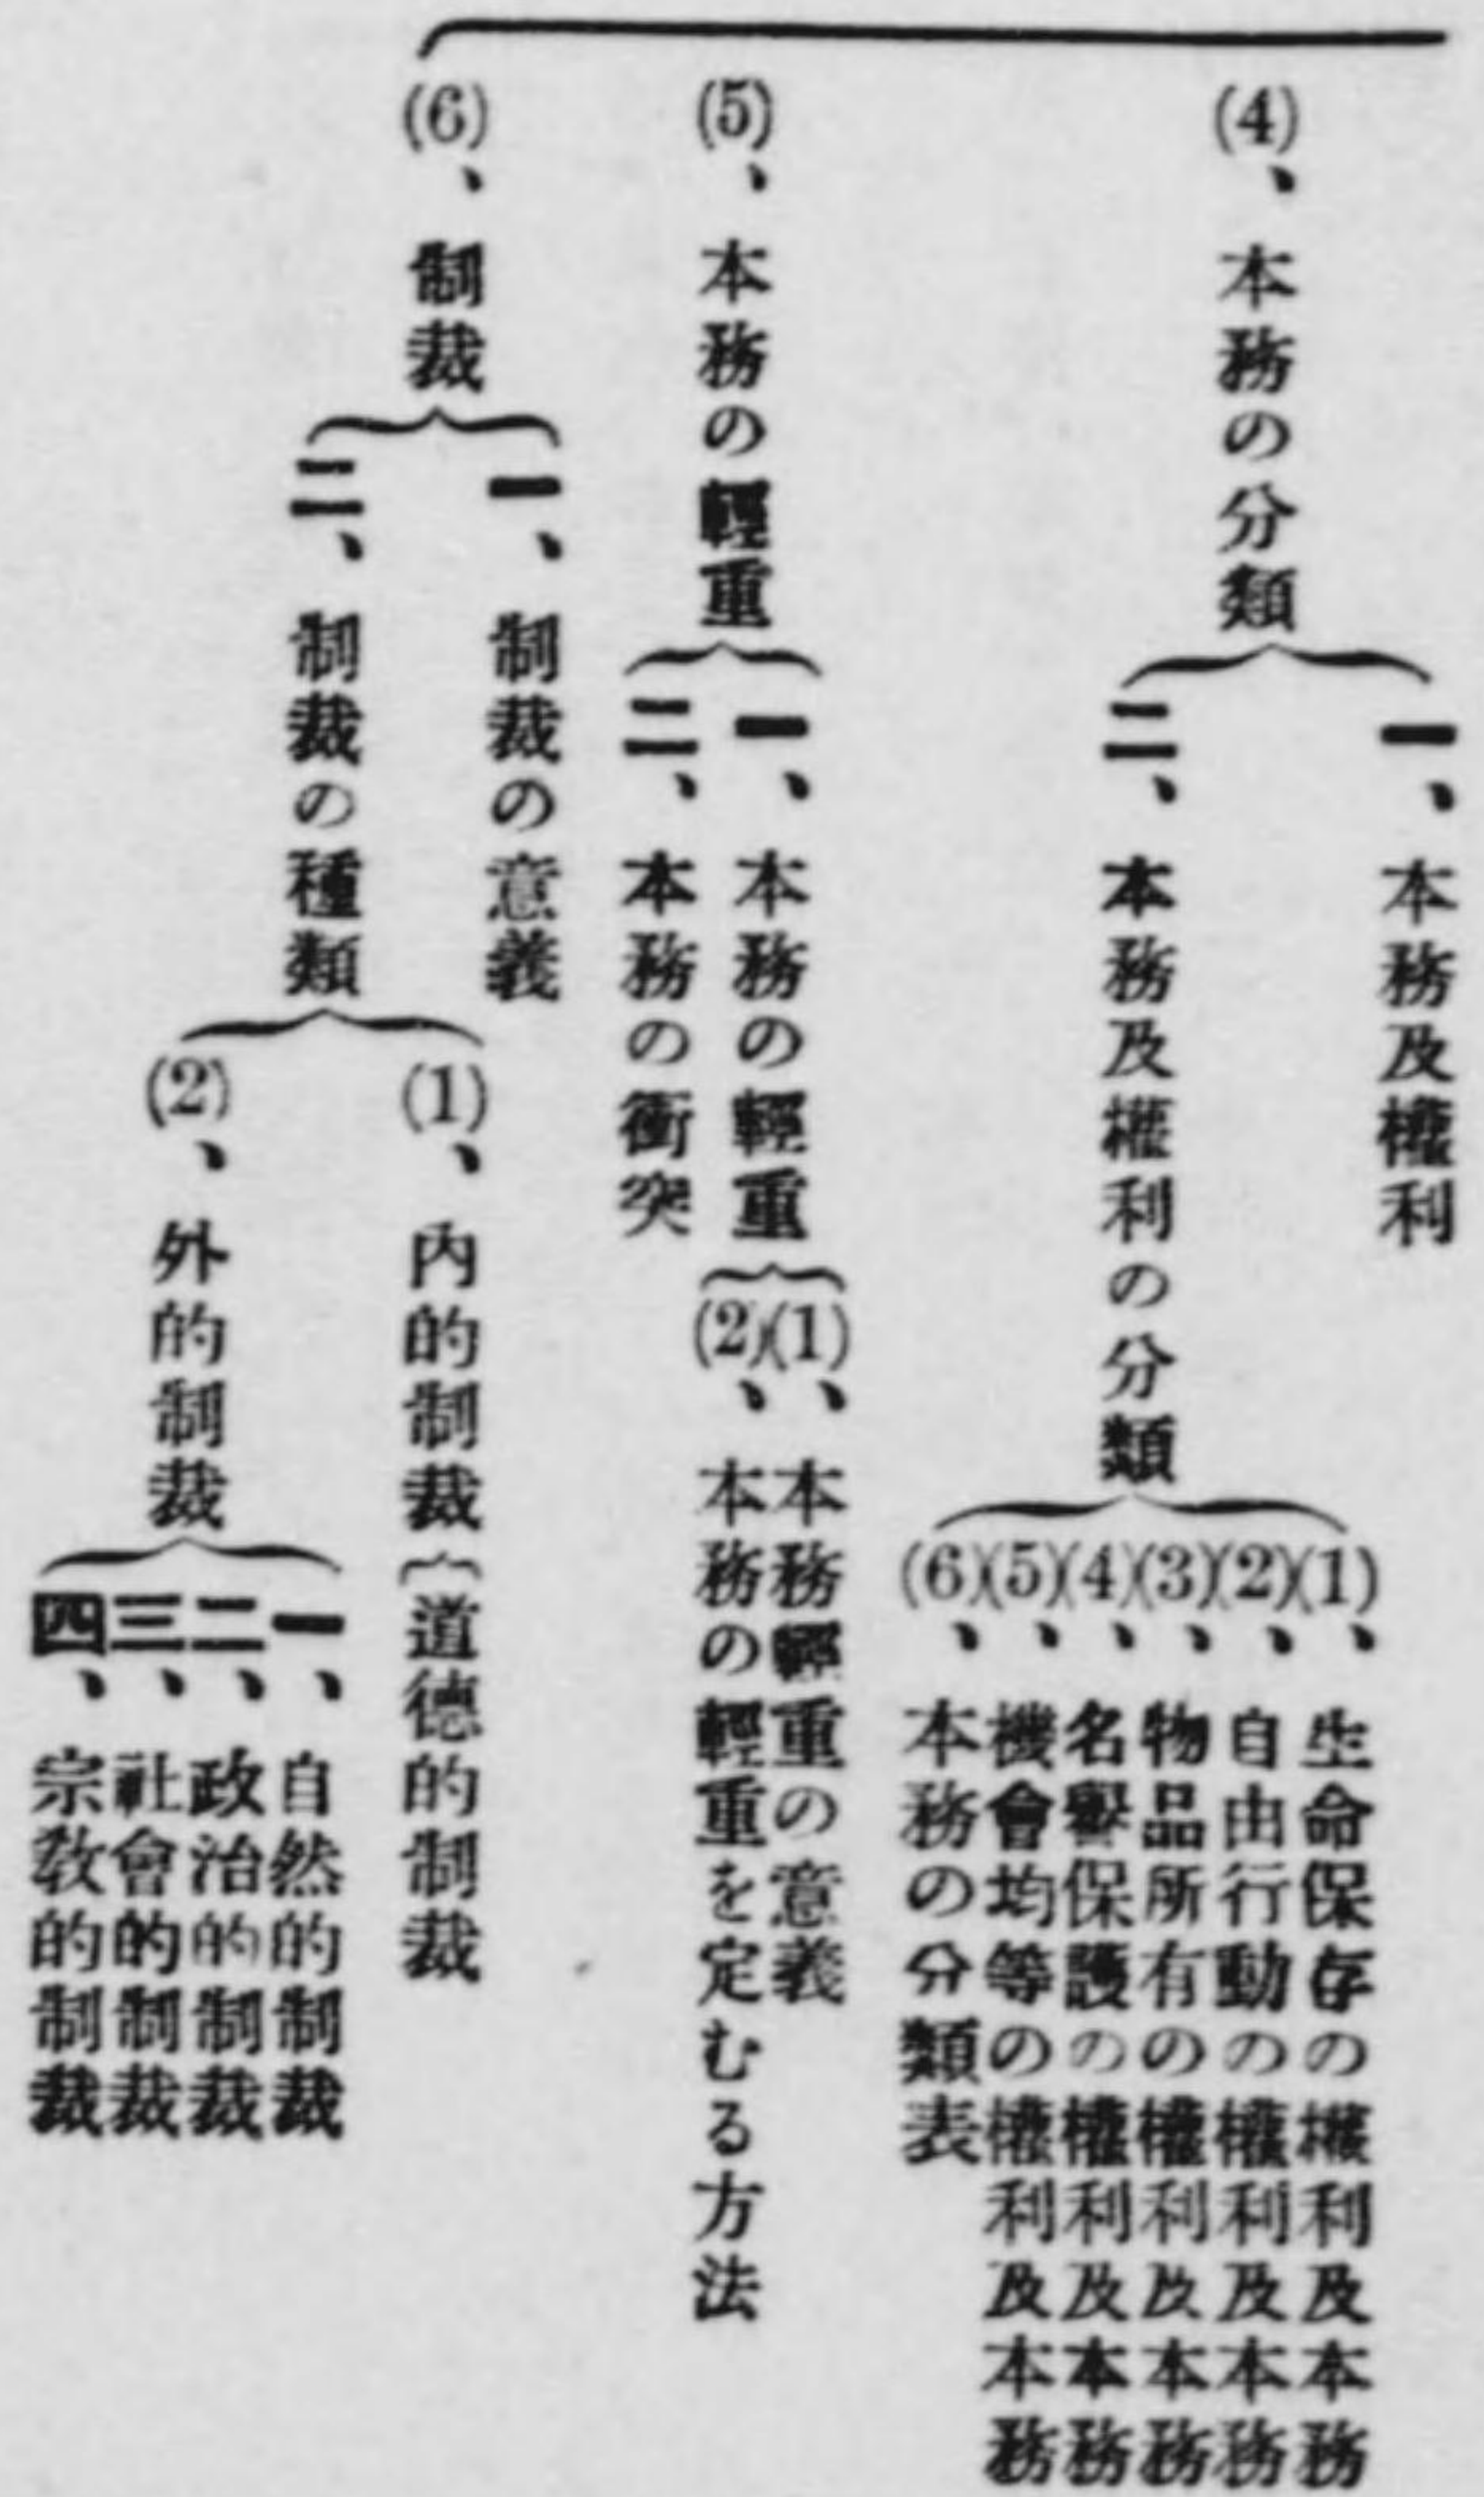 (4)、本務の分類
一、本務及權利
二、本務及權利の分類
(1)、生命保存の權利及本務
(2)、自由行動の權利及本務
(3)、物品所有の權利及本務
(4)、名譽保護の權利及本務
(5)、機會均等の權利及本務
(6)、本務の分類表
(5)、本務の輕重
一、本務の輕重
(1)、本務輕重の意義
(2)、本務の輕重を定むる方法
二、本務の衝突
(6)、制裁
一、制裁の意義
二、制裁の種類
(1)、內的制裁
道德的制裁
(2)、外的制裁
一、自然的制裁
二、政治的制裁
三、社會的制裁
四、宗敎的制裁